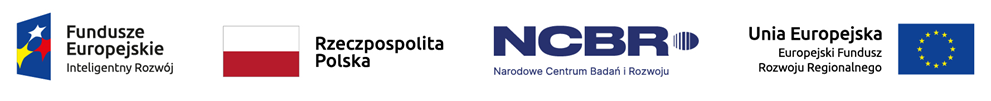 Fundusze
Europejskie
Inteligentny Rozwój
Rzeczpospolita
Polska
NCBR
Narodowe Centrum Badań i Rozwoju
Unia Europejska
Europejski Fundusz
Rozwoju Regionalnego